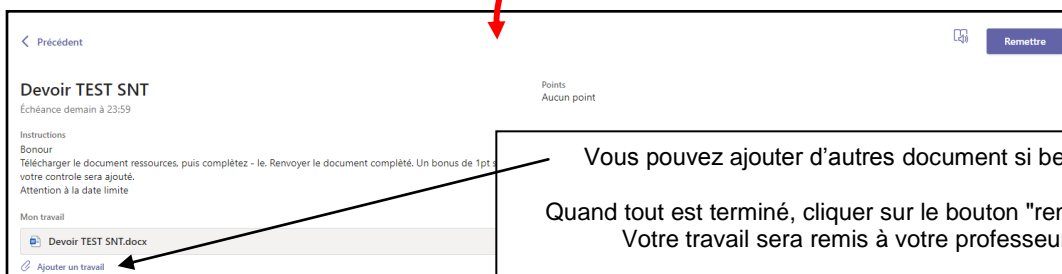 Précédent
Remettre
Devoir TEST SNT
Échéance demain à 23:59
Points
Aucun point
Instructions
Bonour
Télécharger le document ressources, puis complètez - le. Renvoyer le document complèté. Un bonus de 1pt
votre controle sera ajouté.
Attention à la date limite
Mon travail
Devoir TEST SNT.docx
Ajouter un travail
Vous pouvez ajouter d'autres document si
Quand tout est terminé, cliquer sur le bouton
Votre travail sera remis à votre professeur